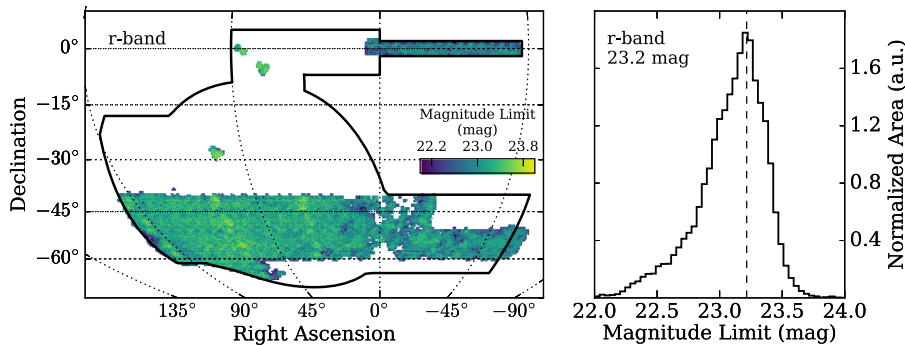 r-band
0°
−15°
−30°
−45°
−60°
Declination
Magnitude Limit
(mag)
22.2 23.0 23.8
135° 90° 45° 0° −45° −90°
Right Ascension
r-band
23.2 mag
1.6
1.2
0.8
0.4
Normalized Area (a.u.)
22.0 22.5 23.0 23.5 24.0
Magnitude Limit (mag)